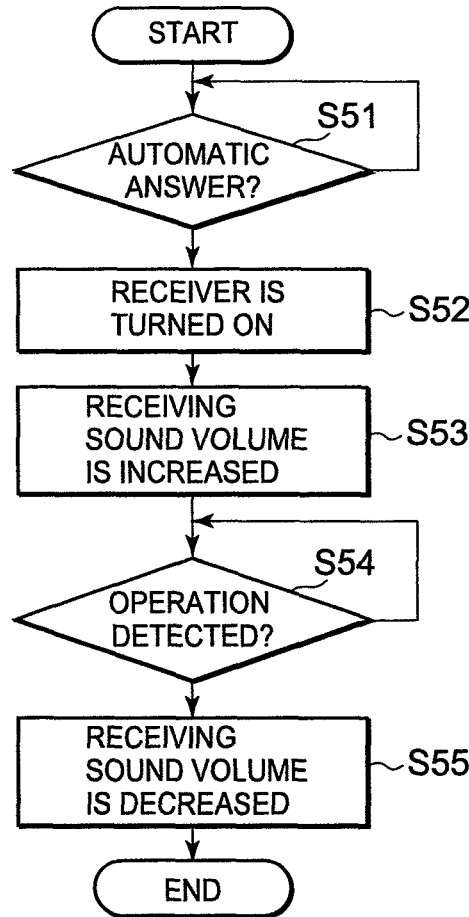 START
S51
AUTOMATIC
ANSWER?
RECEIVER IS
TURNED ON
S52
RECEIVING
SOUND VOLUME
IS INCREASED
S53
S54
OPERATION
DETECTED?
RECEIVING
SOUND VOLUME
IS DECREASED
S55
END